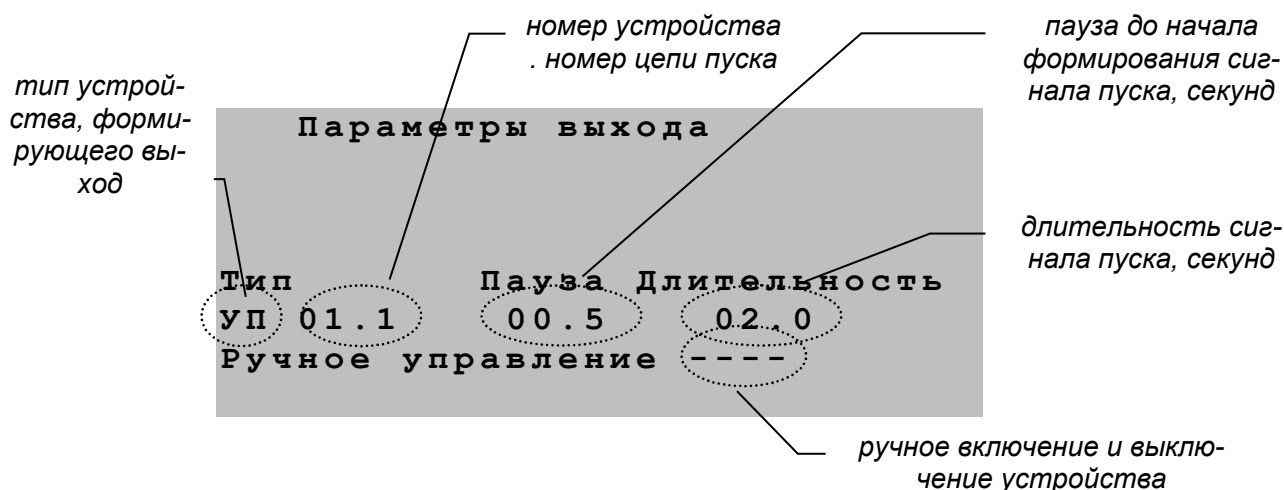 номер устройства
. номер цепи пуска
пауза до начала
формирования сиг-
нала пуска, секунд
тип устрой-
ства, форми-
рующего вы-
ход
Параметры выхода
длительность сиг-
нала пуска, секунд
Тип Пауза Длительность
УП 01.1 00.5 02.0
Ручное управление ----
ручное включение и выклю-
чение устройства